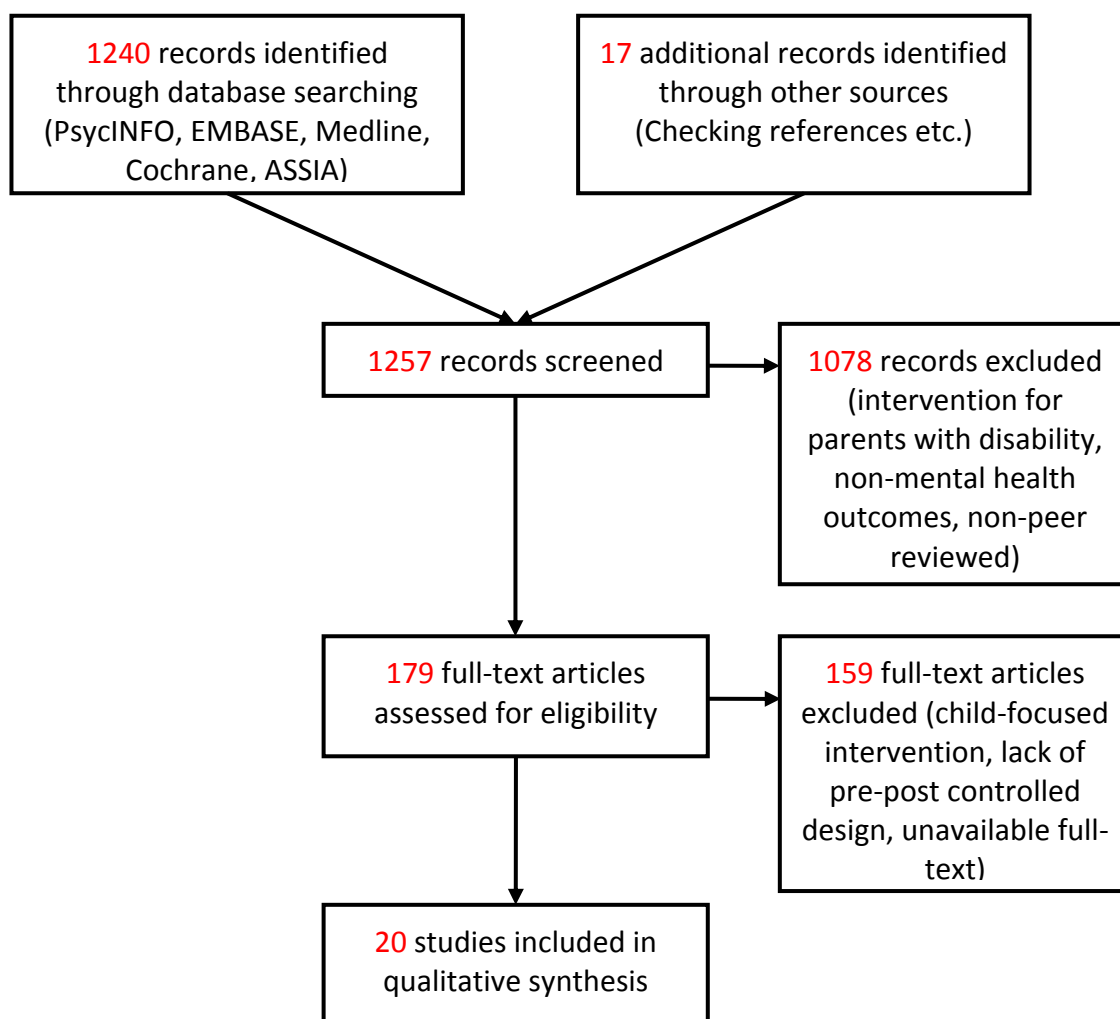 1240 records identified
through database searching
(PsycINFO, EMBASE, Medline,
Cochrane, ASSIA)
17 additional records identified
through other sources
(Checking references etc.)
1257 records screened
1078 records excluded
(intervention for
parents with disability,
non-mental health
outcomes, non-peer
reviewed)
179 full-text articles
assessed for eligibility
159 full-text articles
excluded (child-focused
intervention, lack of
pre-post controlled
design, unavailable full-
text)
20 studies included in
qualitative synthesis